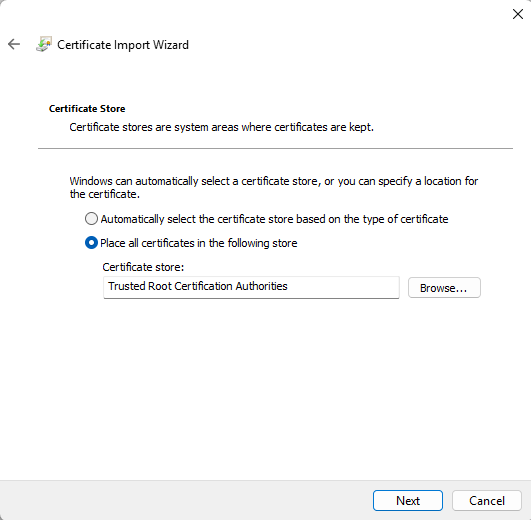 Certificate Import Wizard
Certificate Store
Certificate stores are system areas where certificates are kept.
Windows can automatically select a certificate store, or you can specify a location for
the certificate.
Automatically select the certificate store based on the type of certificate
Place all certificates in the following store
Certificate store:
Trusted Root Certification Authorities
Browse...
Next
Cancel